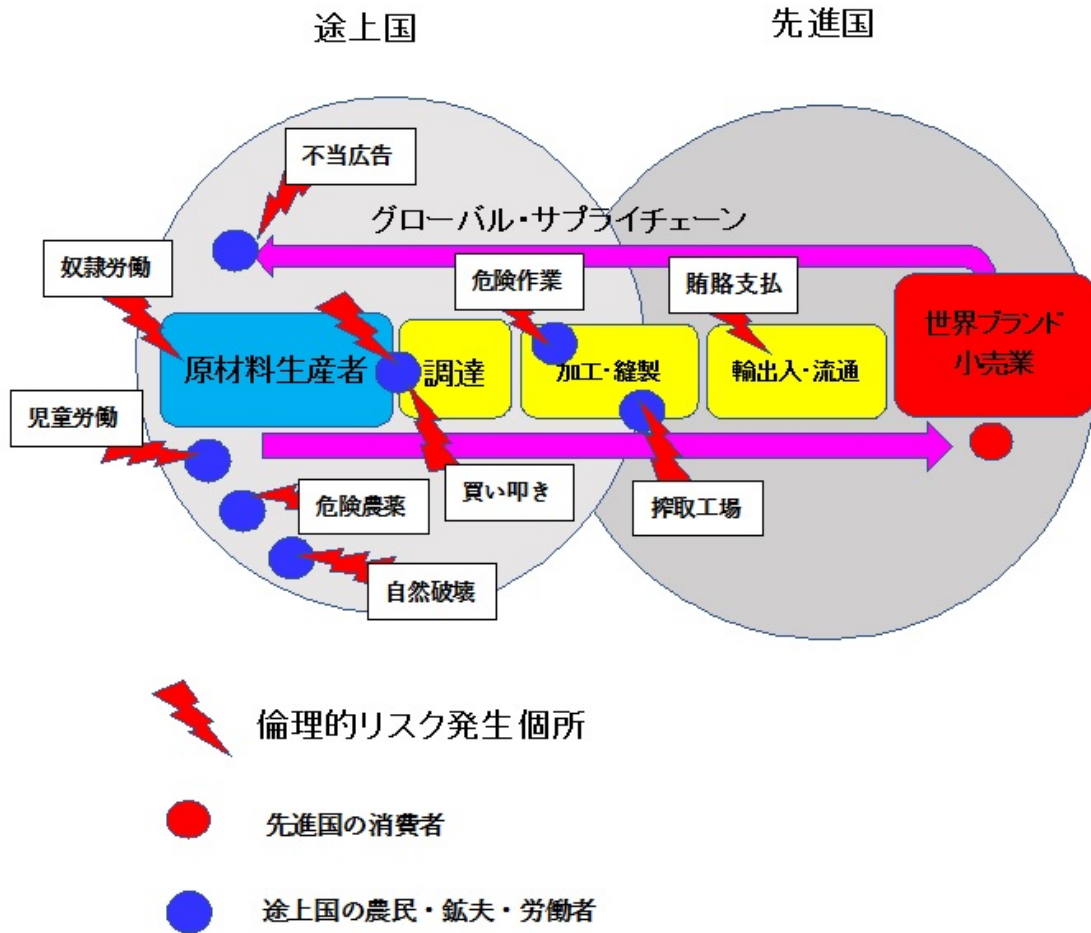 途上国
先進国
不当広告
グローバル・サプライチェーン
奴隷労働
危険作業
賄賂支払
原材料生産者
調達
加工・縫製
輸出入・流通
世界ブランド
小売業
児童労働
買い叩き
搾取工場
危険農薬
自然破壊
倫理的リスク発生個所
先進国の消費者
途上国の農民・鉱夫・労働者